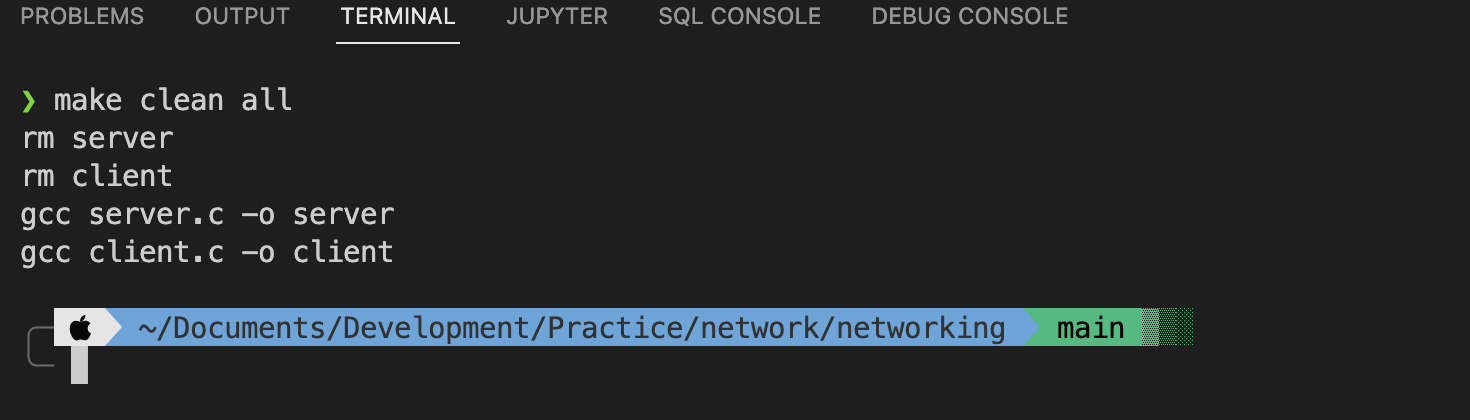 PROBLEMS OUTPUT TERMINAL JUPYTER SQL CONSOLE DEBUG CONSOLE
❯ make clean all
rm server
rm client
gcc server.c -o server
gcc client.c -o client
~/Documents/Development/Practice/network/networking main